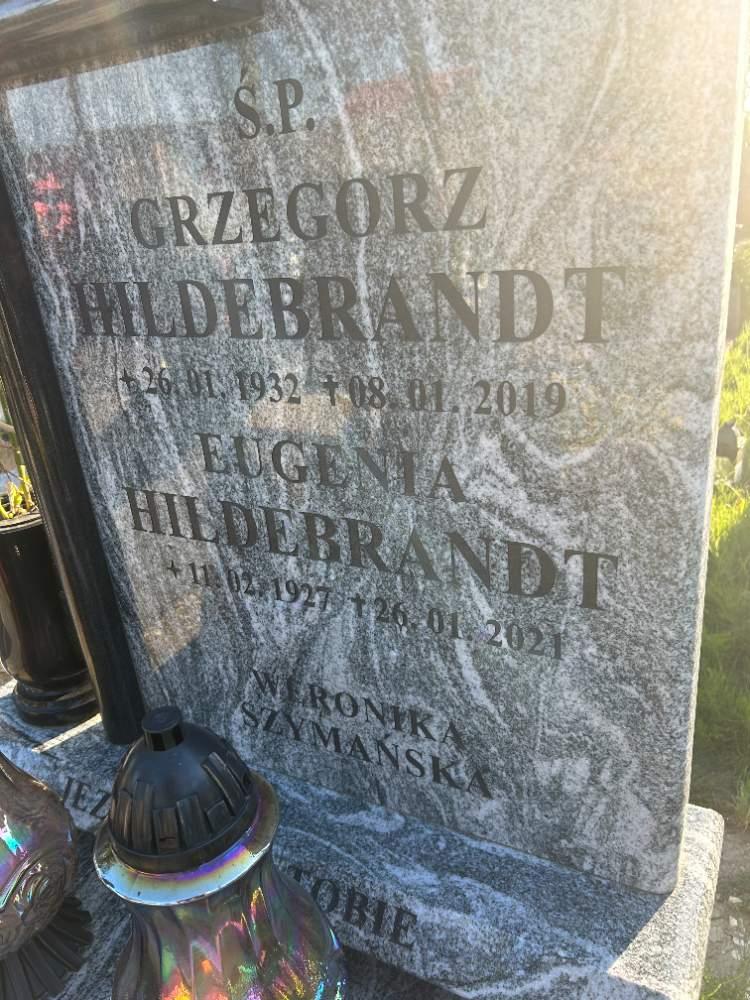 Ś.P.
GRZEGORZ
HILDEBRANDT
* 26. 01. 1932 ✝ 08. 01. 2019
EUGENIA
HILDEBRANDT
* 11. 02. 1927 ✝ 26. 01. 2021
WERONIKA
SZYMAŃSKA
TOBIE